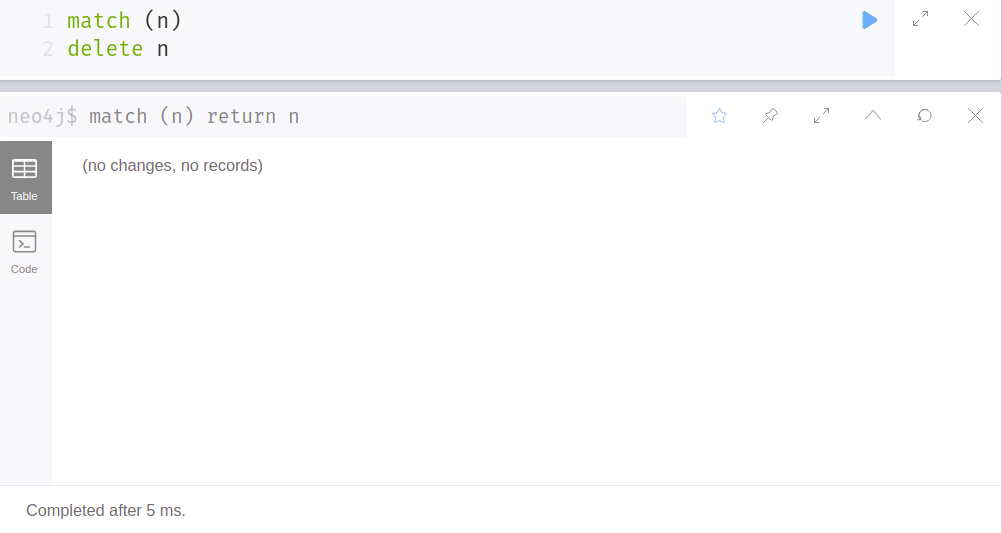 1 match (n)
2 delete n
neo4j$ match (n) return n
(no changes, no records)
Table
Code
Completed after 5 ms.